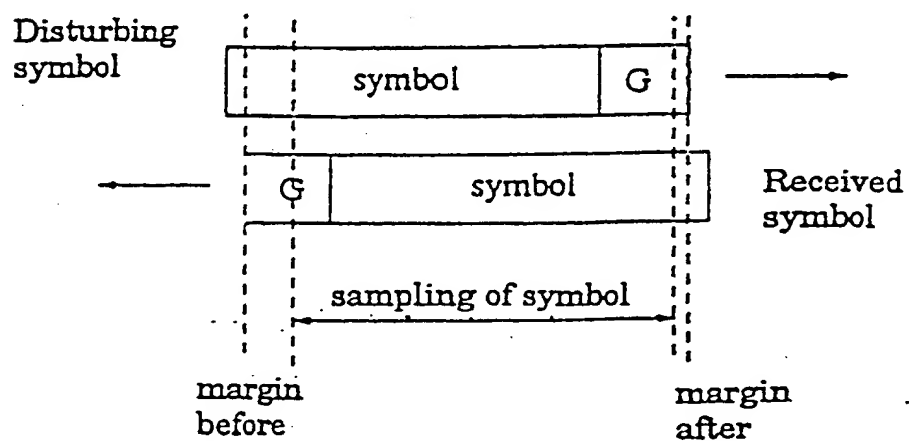 Disturbing
symbol
symbol
G
G
symbol
Received
symbol
sampling of symbol
margin
before
margin
after